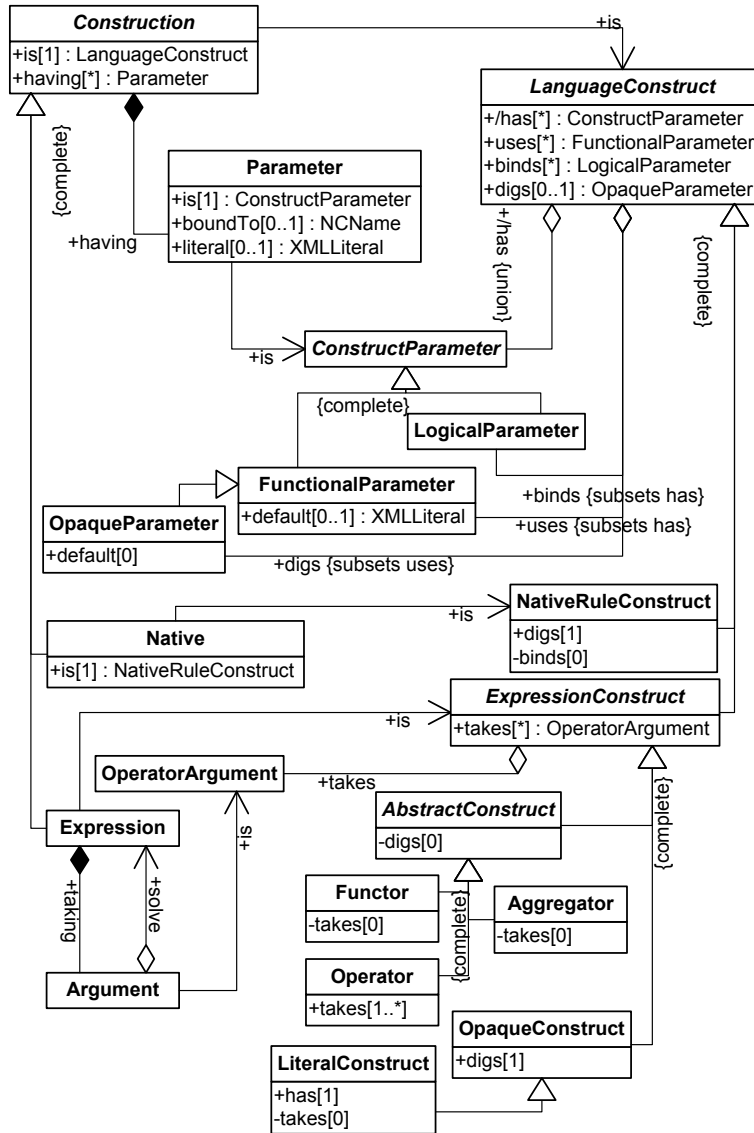 Construction
+is[1] : LanguageConstruct
+having[*] : Parameter
+is
LanguageConstruct
+/has[*] : ConstructParameter
+uses[*] : FunctionalParameter
+binds[*] : LogicalParameter
+digs[0..1] : OpaqueParameter
{complete}
Parameter
+is[1] : ConstructParameter
+boundTo[0..1] : NCName
+literal[0..1] : XMLLiteral
+having
+/has {union}
{complete}
ConstructParameter
+is
{complete}
LogicalParameter
FunctionalParameter
+default[0..1] : XMLLiteral
+binds {subsets has}
+uses {subsets has}
OpaqueParameter
+default[0]
+digs {subsets uses}
NativeRuleConstruct
+digs[1]
-binds[0]
+is
Native
+is[1] : NativeRuleConstruct
ExpressionConstruct
+takes[*] : OperatorArgument
+is
OperatorArgument
+takes
{complete}
AbstractConstruct
-digs[0]
Expression
+is
+taking
+solve
Functor
-takes[0]
{complete}
Aggregator
-takes[0]
Argument
Operator
+takes[1..*]
OpaqueConstruct
+digs[1]
LiteralConstruct
+has[1]
-takes[0]